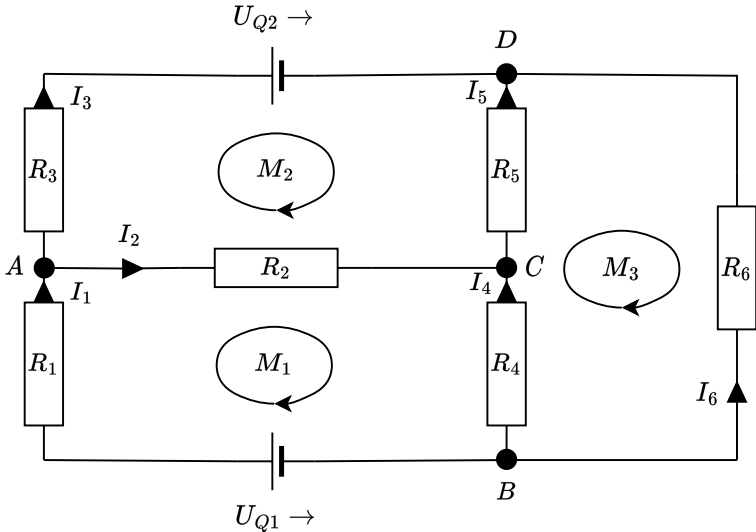 U_{Q2} →
D
I_3
I_5
R_3
M_2
R_5
I_2
A
R_2
C
M_3
R_6
I_1
I_4
R_1
M_1
R_4
I_6
B
U_{Q1} →